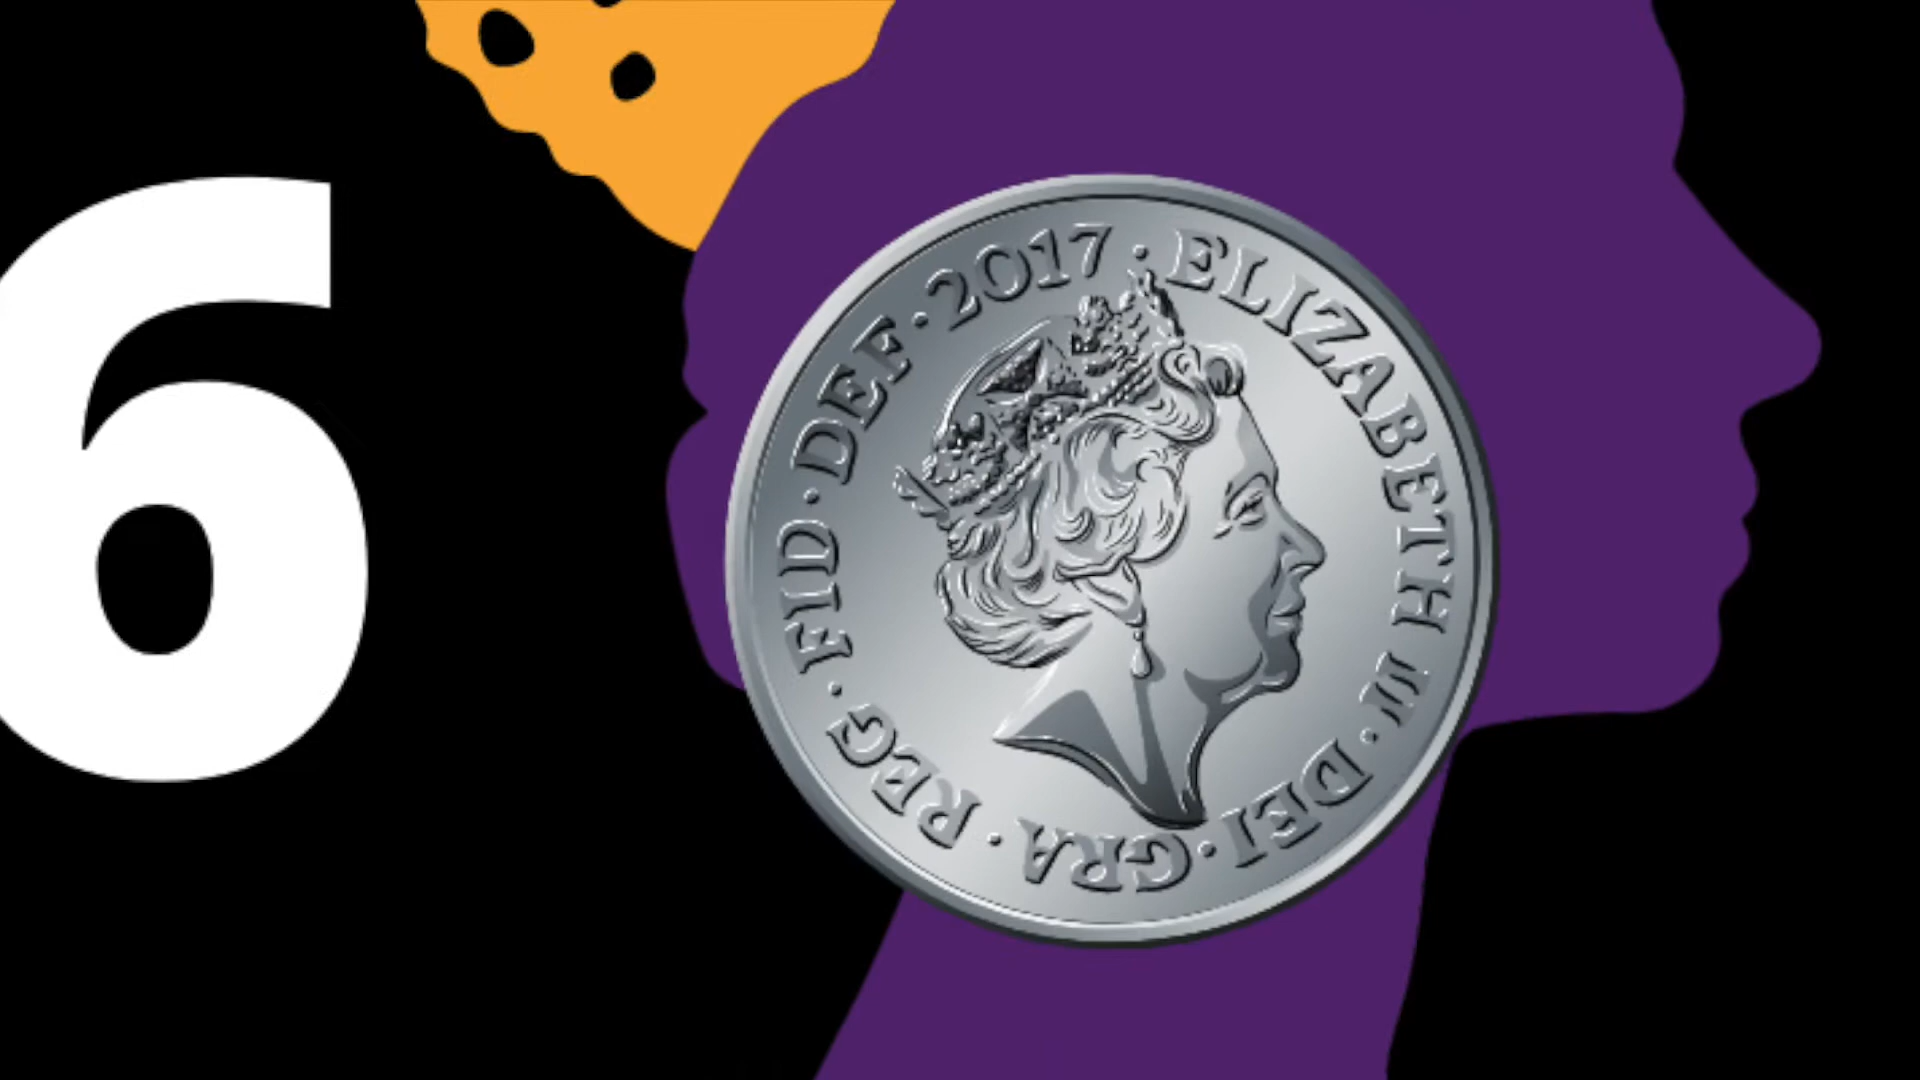 6
ELIZABETH II · DEI · GRA · REG · FID · DEF · 2017 ·